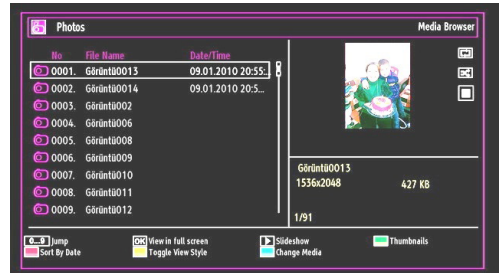 Photos
Media Browser
No File Name Date/Time
0001. Görüntü0013 09.01.2010 20:55:..
0002. Görüntü0014 09.01.2010 20:5...
0003. Görüntü002
0004. Görüntü006
0005. Görüntü008
0006. Görüntü009
0007. Görüntü010
0008. Görüntü011
0009. Görüntü012
Görüntü0013
1536x2048 427 KB
1/91
0...9 Jump OK View in full screen Slideshow Thumbnails
Sort By Date Toggle View Style Change Media